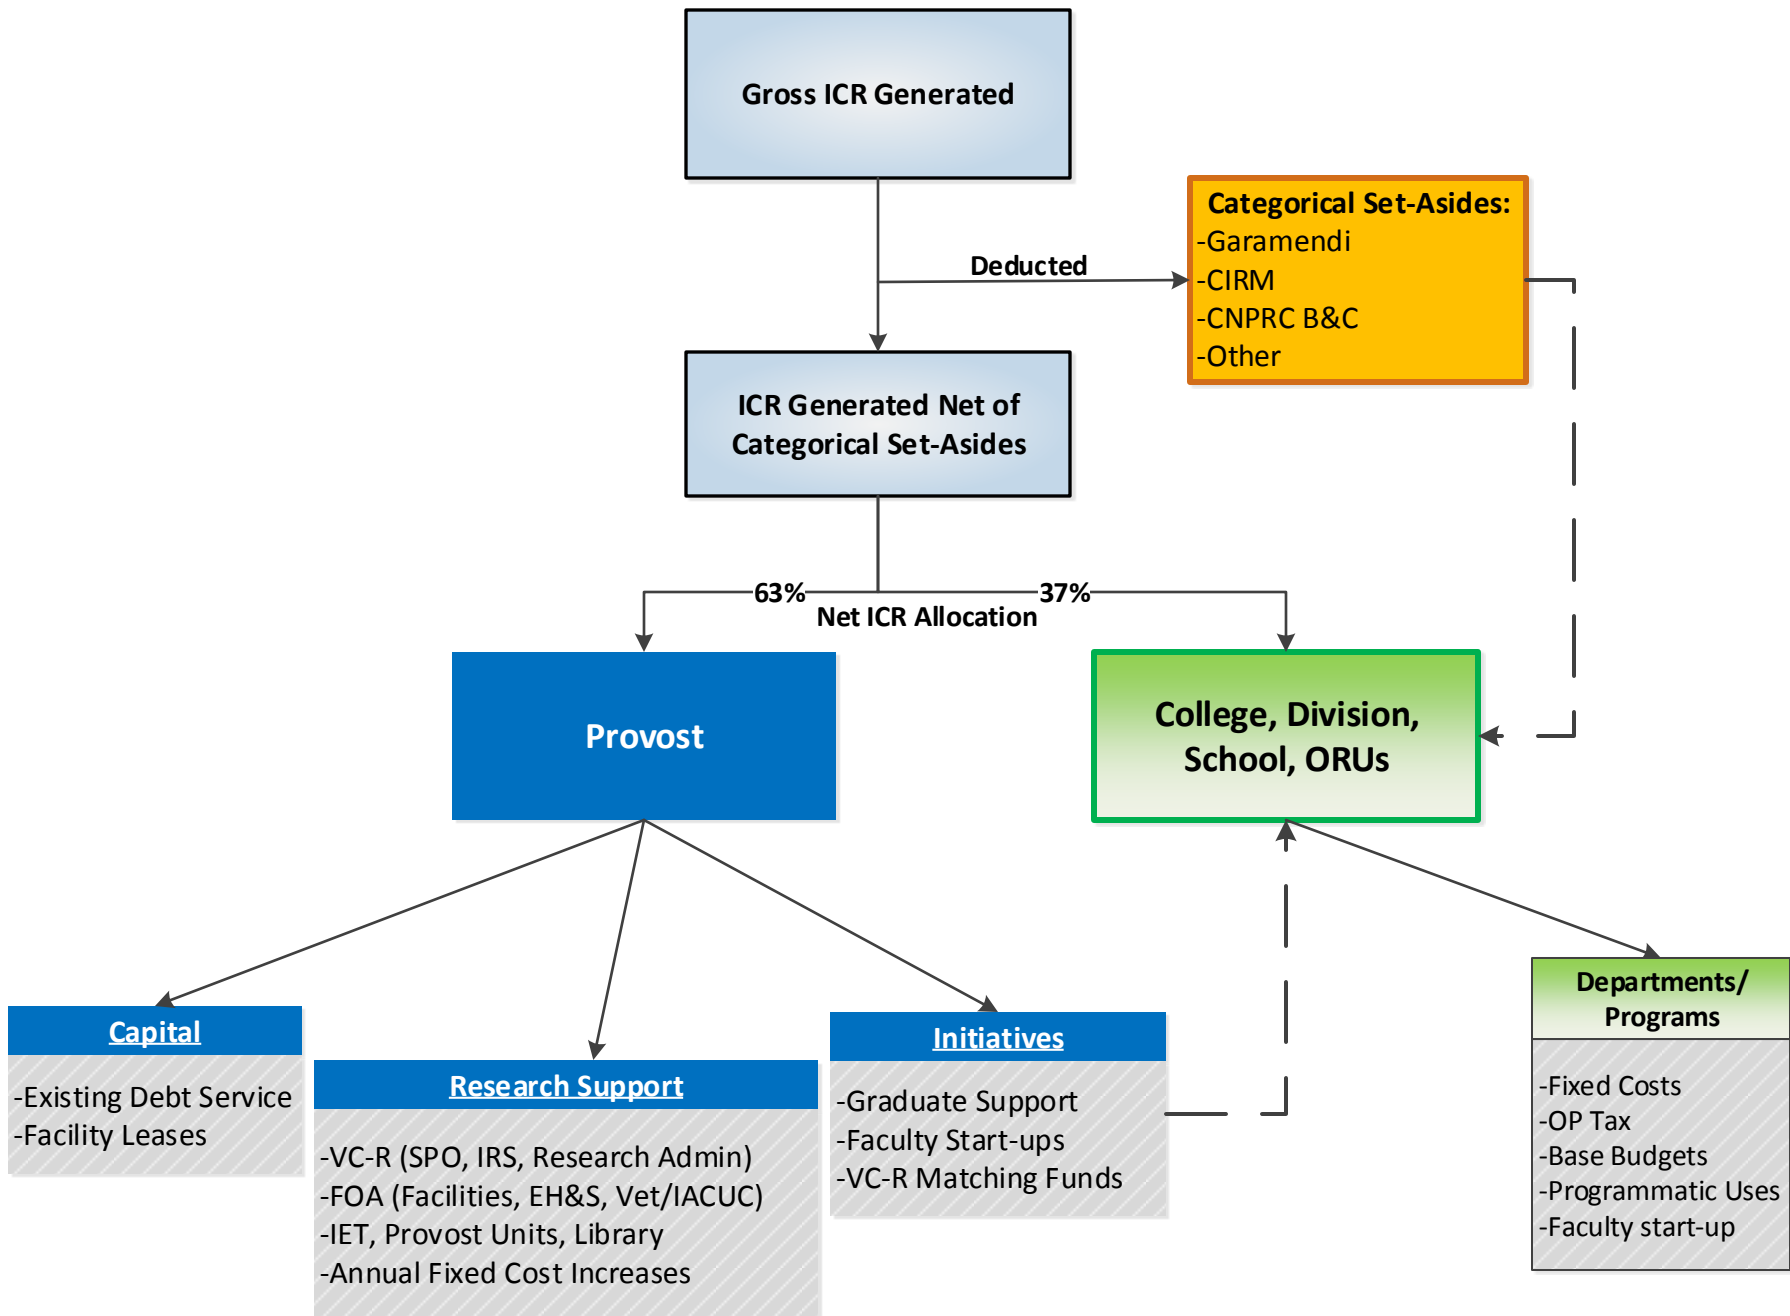 Gross ICR Generated
Categorical Set-Asides:
-Garamendi
-CIRM
-CNPRC B&C
-Other
Deducted
ICR Generated Net of
Categorical Set-Asides
63%
37%
Net ICR Allocation
Provost
College, Division,
School, ORUs
Capital
-Existing Debt Service
-Facility Leases
Research Support
-VC-R (SPO, IRS, Research Admin)
-FOA (Facilities, EH&S, Vet/IACUC)
-IET, Provost Units, Library
-Annual Fixed Cost Increases
Initiatives
-Graduate Support
-Faculty Start-ups
-VC-R Matching Funds
Departments/
Programs
-Fixed Costs
-OP Tax
-Base Budgets
-Programmatic Uses
-Faculty start-up